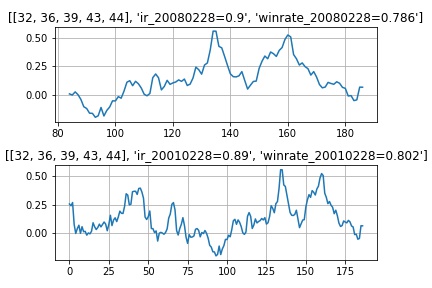 [[32, 36, 39, 43, 44], 'ir_20080228=0.9', 'winrate_20080228=0.786']
0.50
0.25
0.00
80 100 120 140 160 180
[[32, 36, 39, 43, 44], 'ir_20010228=0.89', 'winrate_20010228=0.802']
0.50
0.25
0.00
0 25 50 75 100 125 150 175